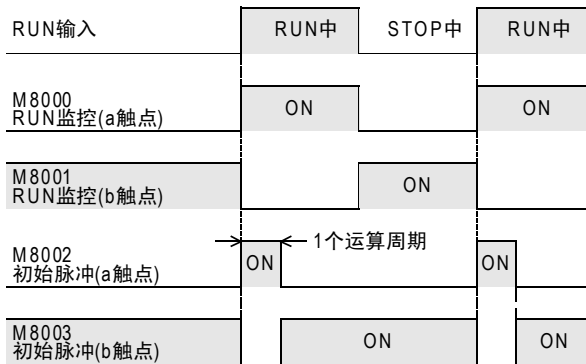 RUN输入
RUN中
STOP中
RUN中
M8000
RUN监控(a触点)
ON
ON
M8001
RUN监控(b触点)
ON
1个运算周期
M8002
初始脉冲(a触点)
ON
ON
M8003
初始脉冲(b触点)
ON
ON